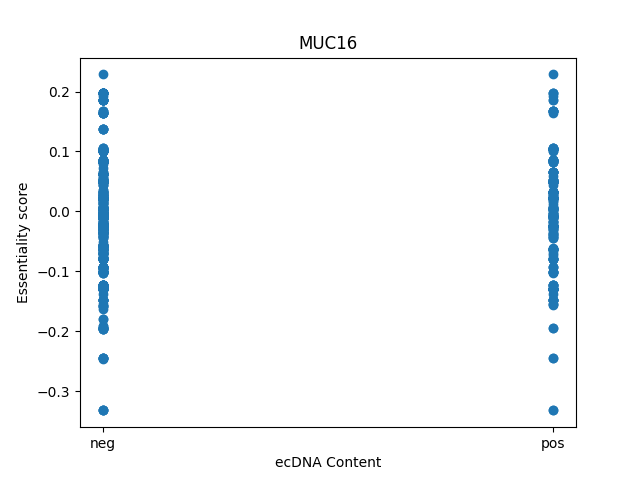 MUC16
Essentiality score
0.2
0.1
0.0
−0.1
−0.2
−0.3
neg
pos
ecDNA Content